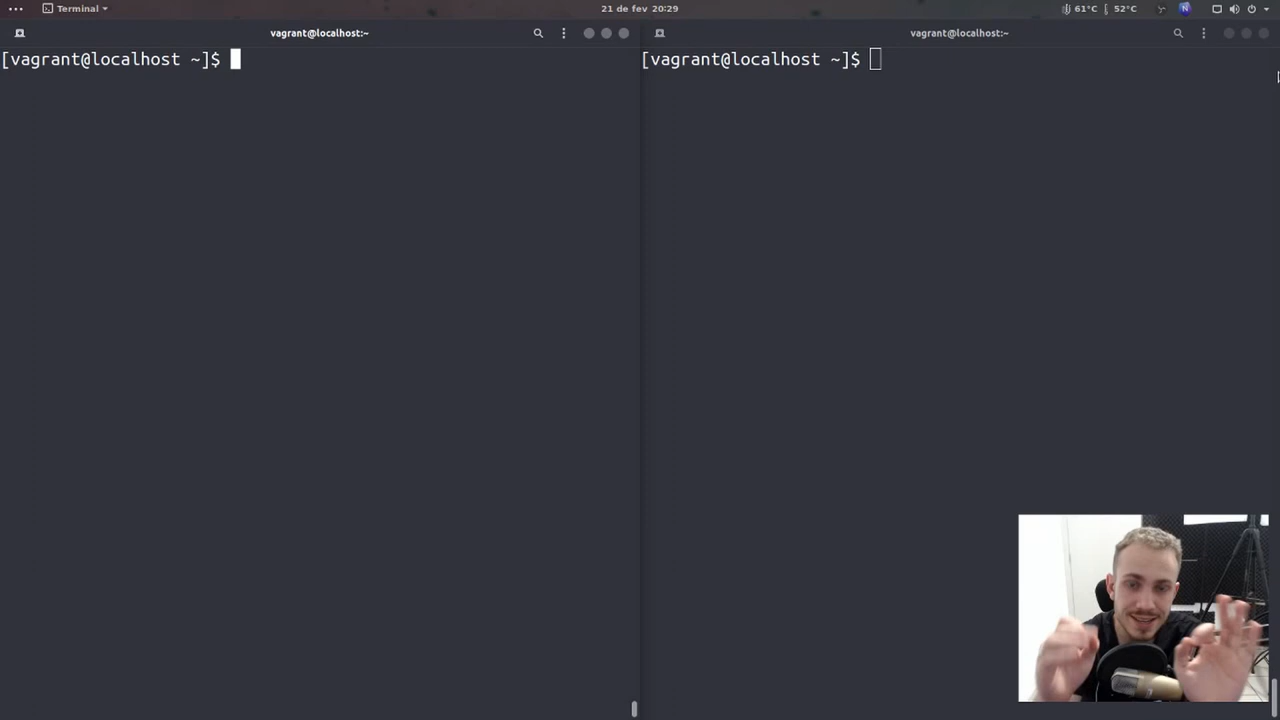 Terminal
21 de fev 20:29
61°C
52°C
N
vagrant@localhost:~
vagrant@localhost:~
[vagrant@localhost ~]$
[vagrant@localhost ~]$